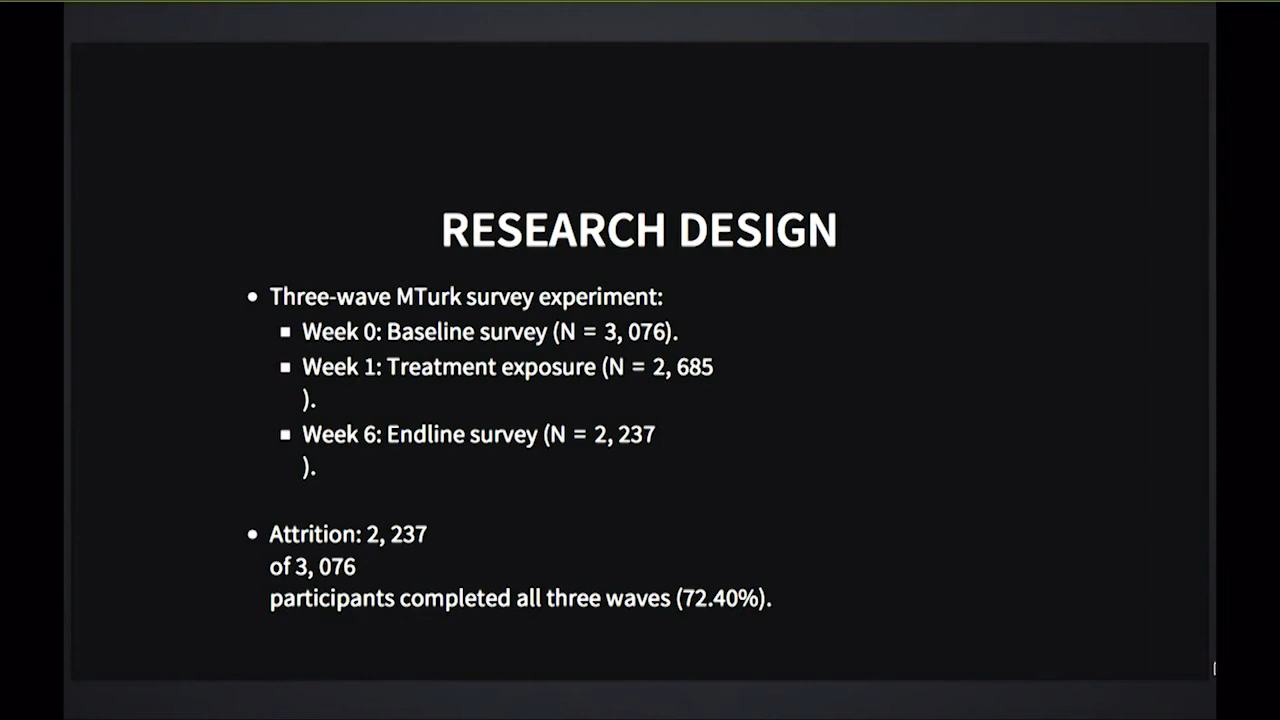 RESEARCH DESIGN
• Three-wave MTurk survey experiment:
▪ Week 0: Baseline survey (N = 3, 076).
▪ Week 1: Treatment exposure (N = 2, 685
).
▪ Week 6: Endline survey (N = 2, 237
).
• Attrition: 2, 237
of 3, 076
participants completed all three waves (72.40%).